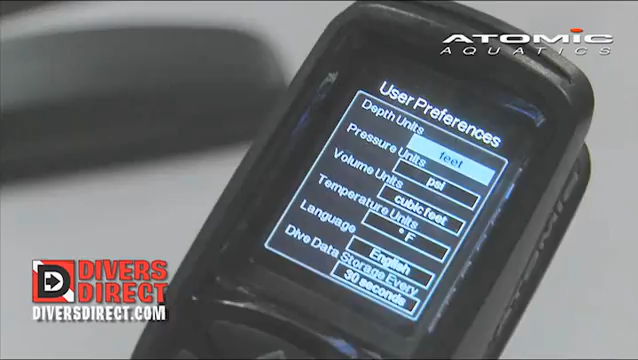 ATOMIC
AQUATICS
User Preferences
Depth Units
feet
Pressure Units
psi
Volume Units
cubic feet
Temperature Units
° F
Language
English
Dive Data Storage Every
30 seconds
D
DIVERS
DIRECT
DIVERSDIRECT.COM
ATOMIC